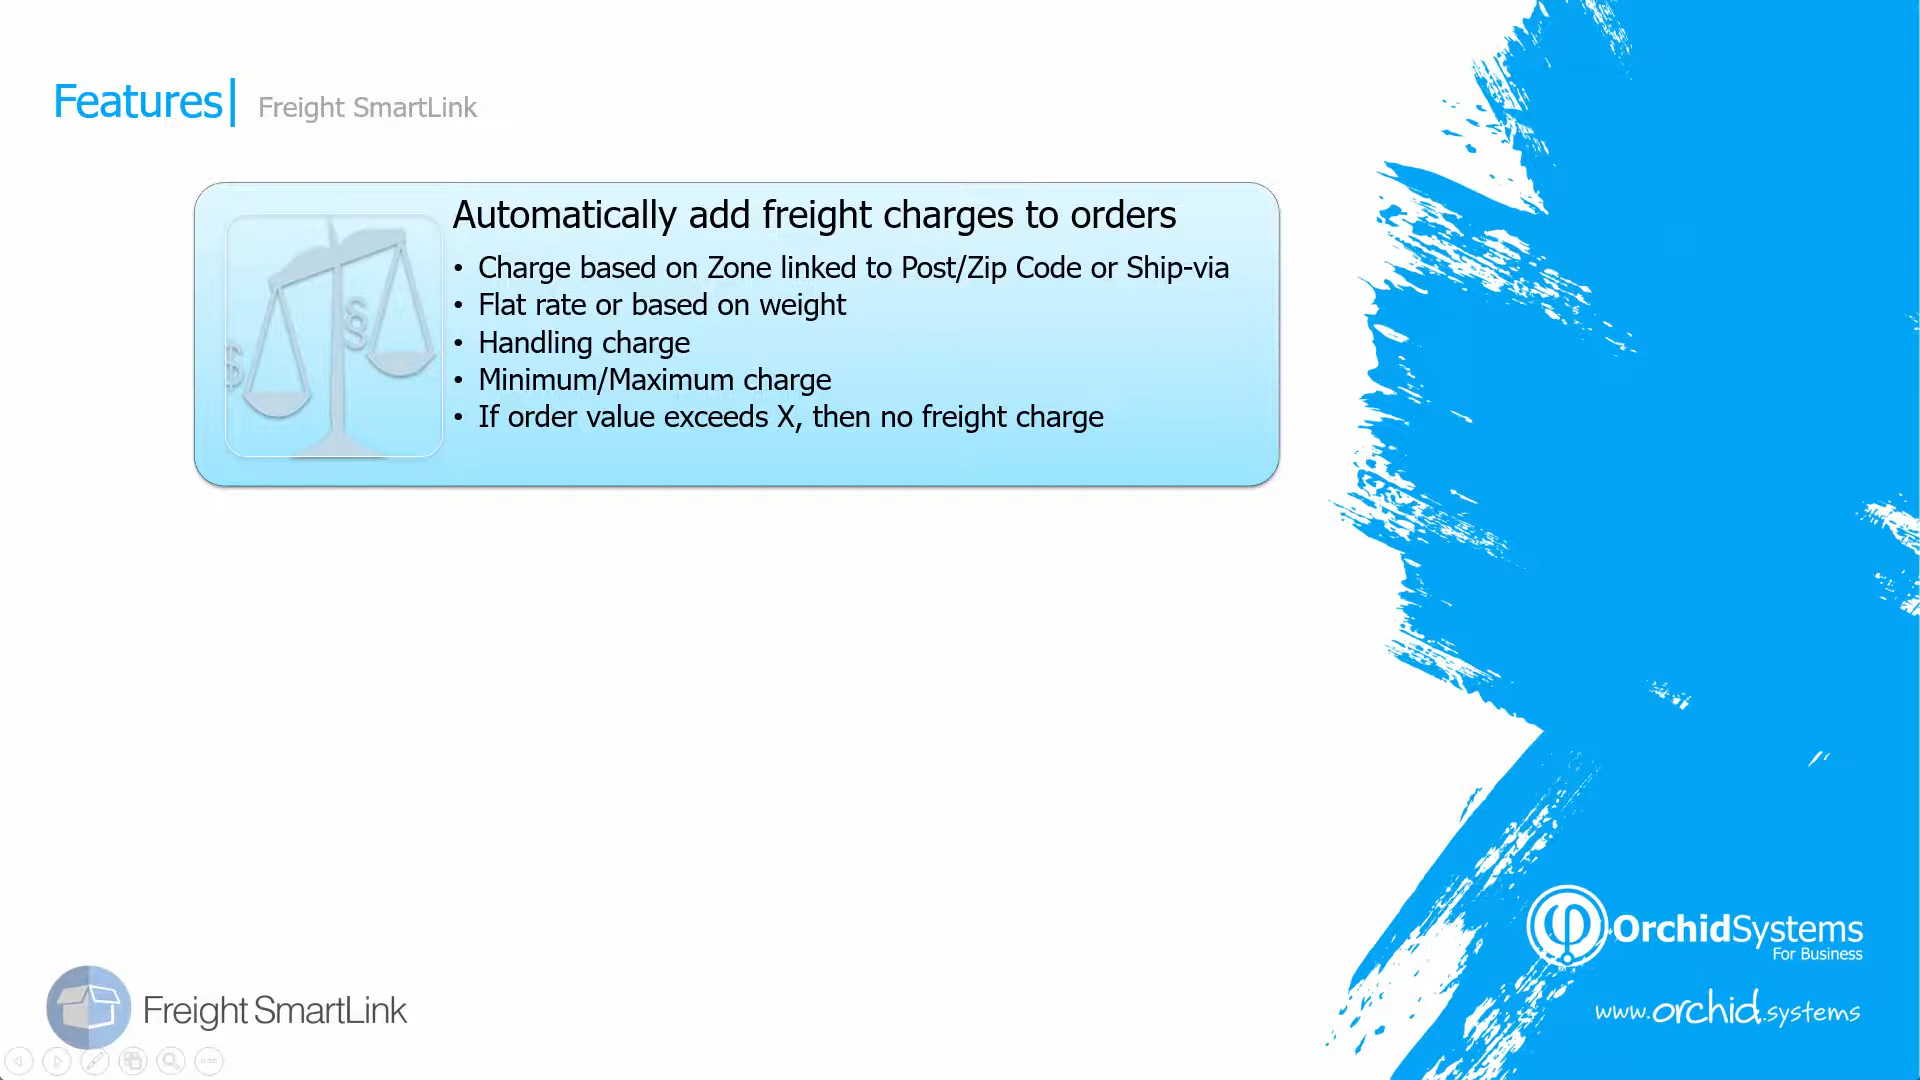 Features| Freight SmartLink
Automatically add freight charges to orders
• Charge based on Zone linked to Post/Zip Code or Ship-via
• Flat rate or based on weight
• Handling charge
• Minimum/Maximum charge
• If order value exceeds X, then no freight charge
$
§
OrchidSystems
For Business
www.orchid.systems
Freight SmartLink